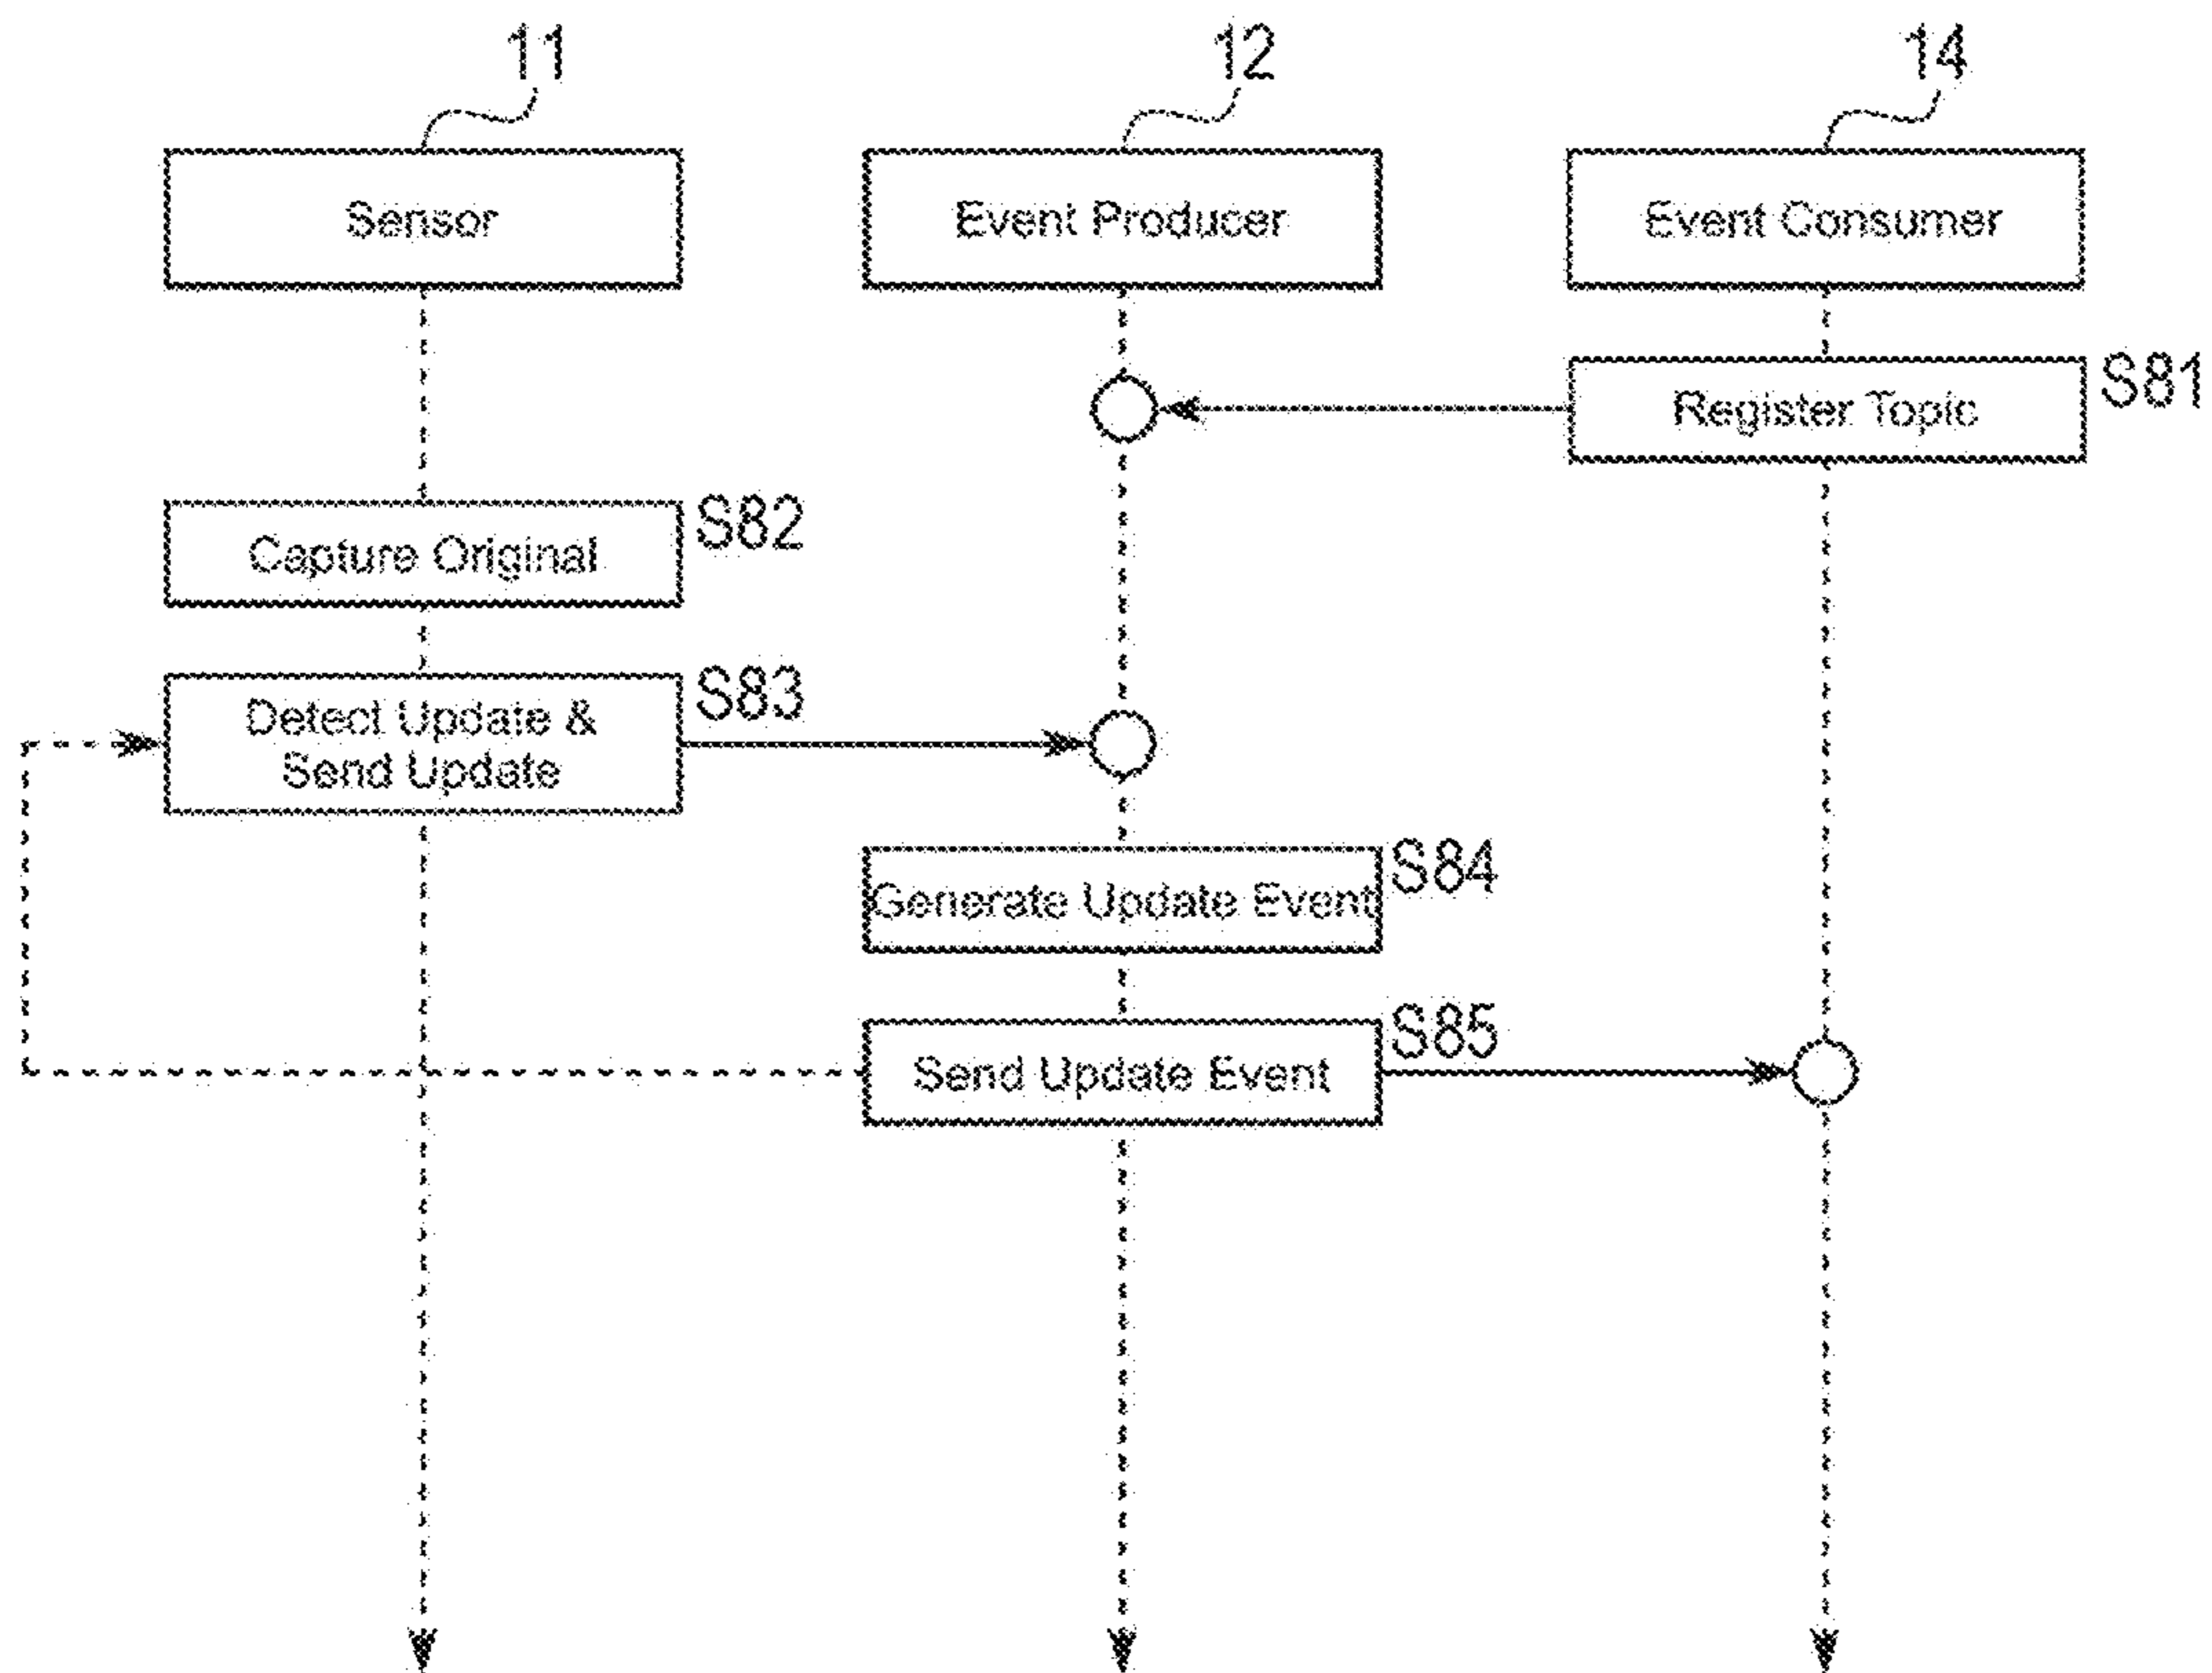 11
12
14
Sensor
Event Producer
Event Consumer
Register Topic
S81
Capture Original
S82
Detect Update &
Send Update
S83
Generate Update Event
S84
Send Update Event
S85